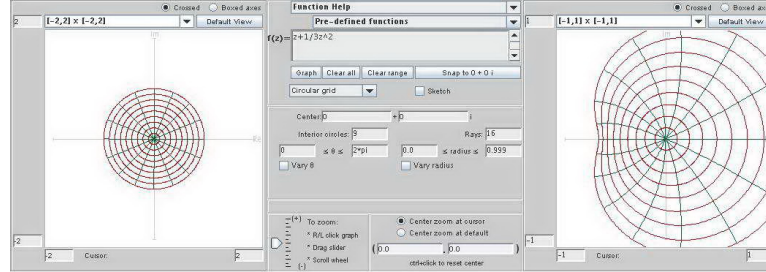 Crossed Boxed axes
2 [-2,2] x [-2,2] Default View
Im
Re
-2
-2 Cursor: 2
Function Help
Pre-defined functions
f(z)= z+1/3z^2
Graph Clear all Clear range Snap to 0 + 0 i
Circular grid Sketch
Center: 0 + 0 i
Interior circles: 9 Rays: 16
0 ≤ θ ≤ 2*pi 0.0 ≤ radius ≤ 0.999
Vary θ Vary radius
(+) To zoom:
* R/L click graph
* Drag slider
* Scroll wheel
(-)
Center zoom at cursor
Center zoom at default
( 0.0 , 0.0 )
ctrl+click to reset center
Crossed Boxed axes
1 [-1,1] x [-1,1] Default View
Im
-1
-1 Cursor: 1